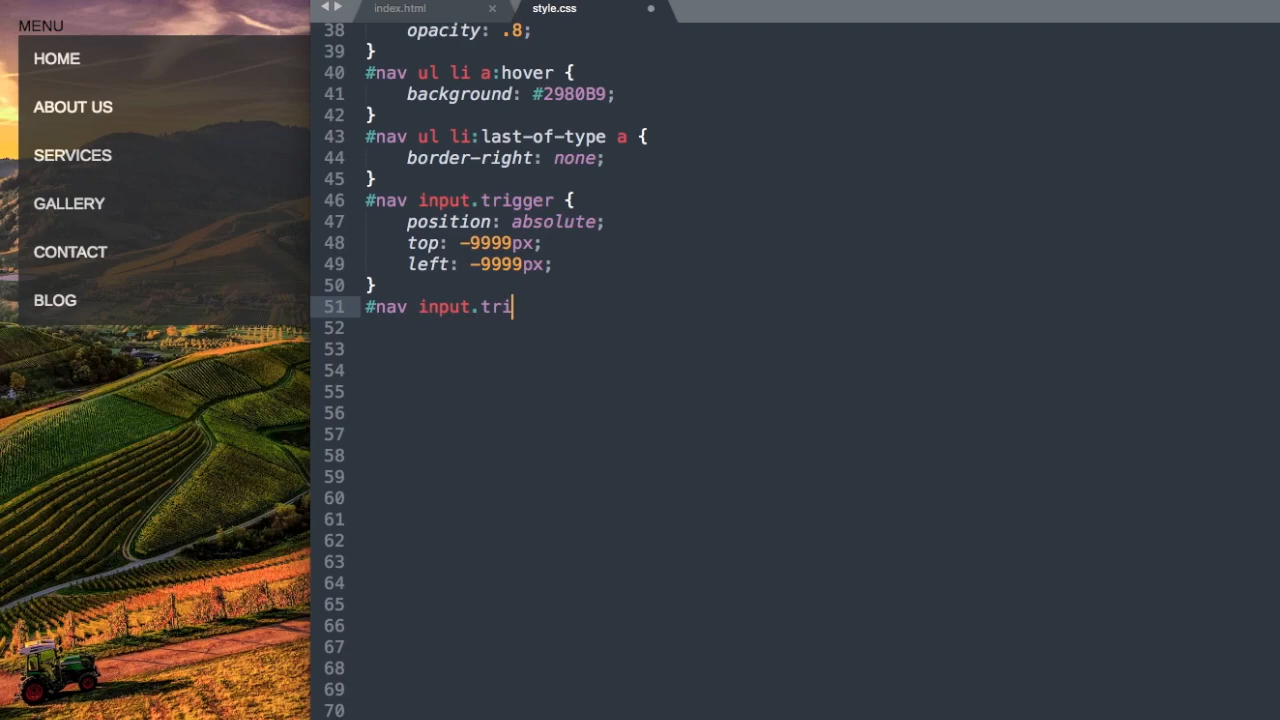 MENU
HOME
ABOUT US
SERVICES
GALLERY
CONTACT
BLOG
index.html × style.css
38 opacity: .8;
39 }
40 #nav ul li a:hover {
41 background: #2980B9;
42 }
43 #nav ul li:last-of-type a {
44 border-right: none;
45 }
46 #nav input.trigger {
47 position: absolute;
48 top: -9999px;
49 left: -9999px;
50 }
51 #nav input.tri
52
53
54
55
56
57
58
59
60
61
62
63
64
65
66
67
68
69
70